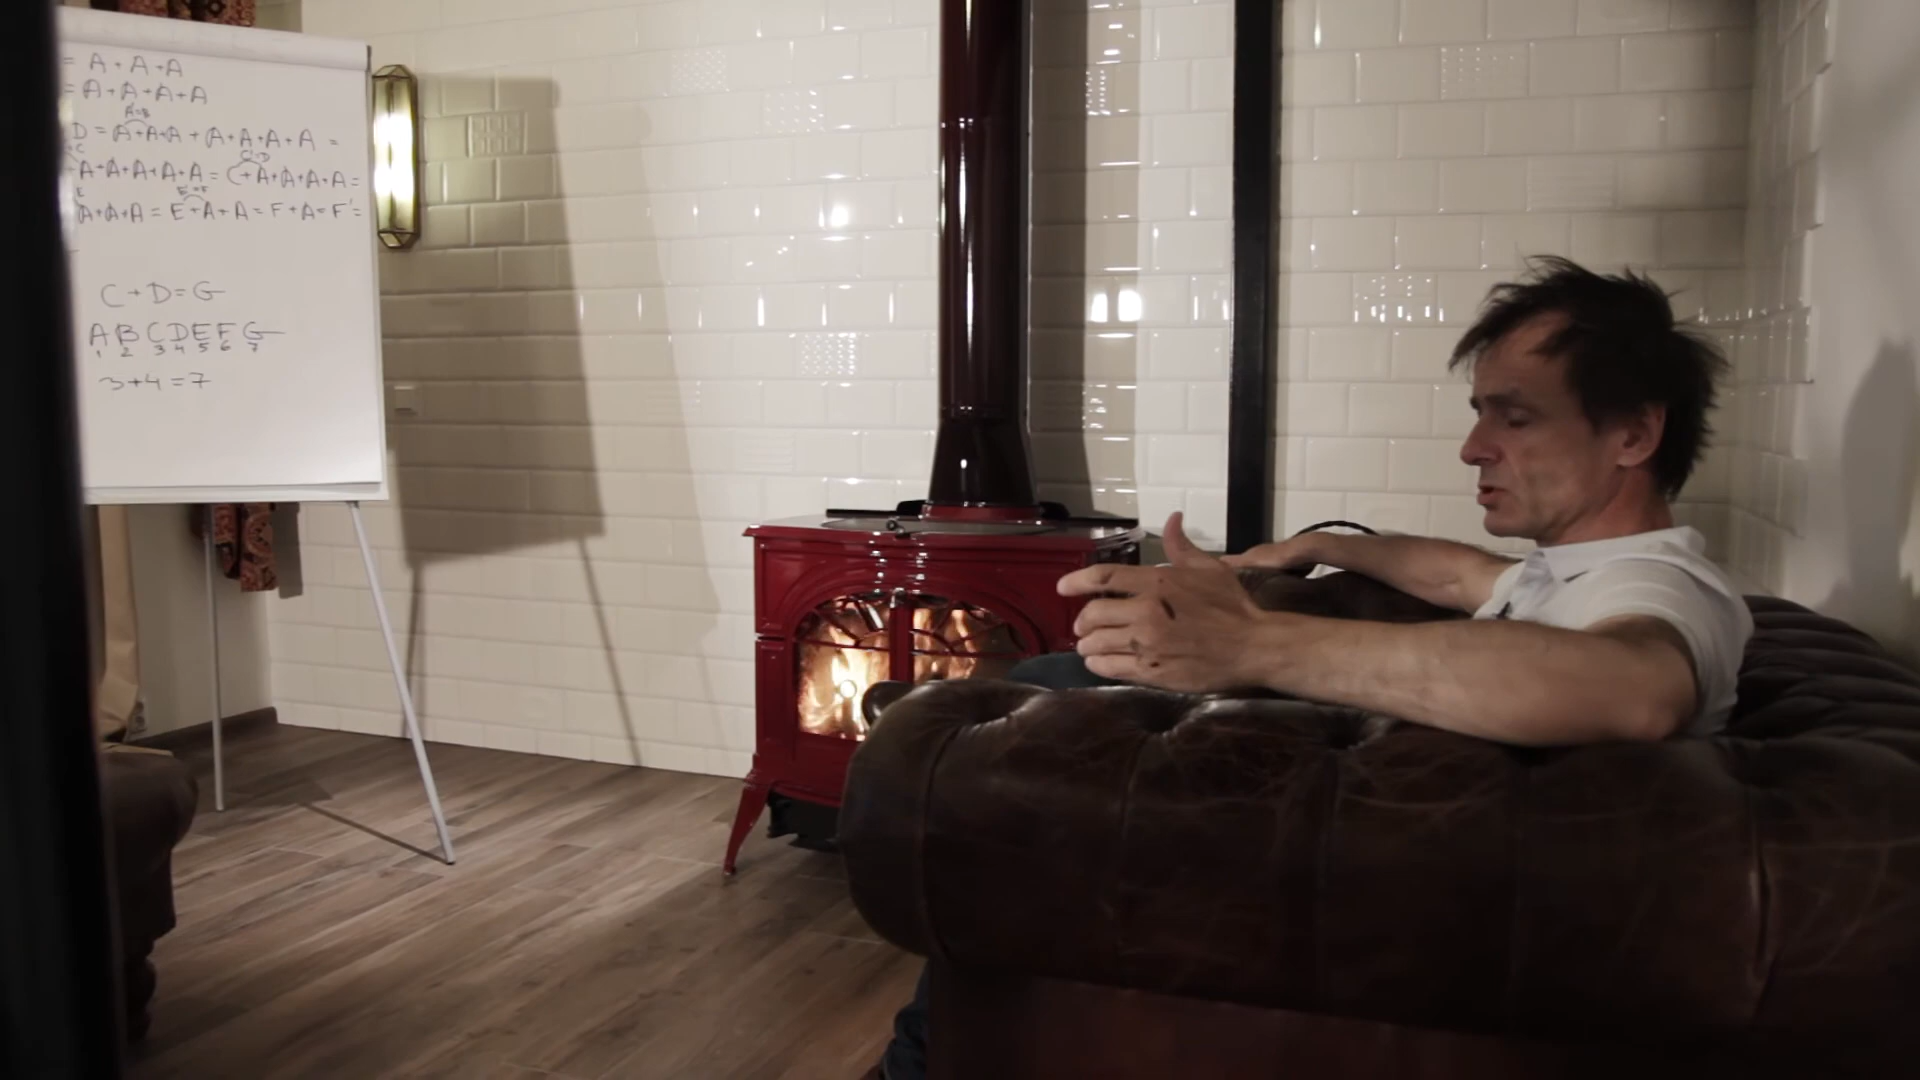 = A + A + A
= A + A + A + A
A+A=B
D = A+A+A + A+A+A+A =
+C
C+A=D
+A+A+A+A+A = C+A+A+A+A =
A+A+A = E+A+A = F+A = F' =
C+D=G
A B C D E F G
1 2 3 4 5 6 7
3+4=7